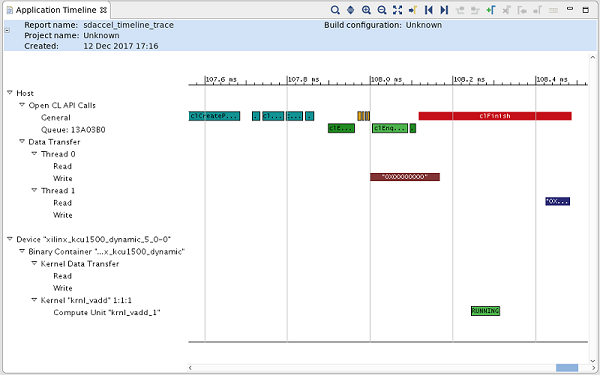 Application Timeline
Report name: sdaccel_timeline_trace
Build configuration: Unknown
Project name: Unknown
Created: 12 Dec 2017 17:16
107.6 ms
107.8 ms
108.0 ms
108.2 ms
108.4 ms
Host
Open CL API Calls
General
clCreateP...
.
cl...
:...
.
clFinish
Queue: 13A03B0
clE...
clEnq...
.
Data Transfer
Thread 0
Read
Write
"0X00000000"
Thread 1
Read
"0X...
Write
Device "xilinx_kcu1500_dynamic_5_0-0"
Binary Container "...x_kcu1500_dynamic"
Kernel Data Transfer
Read
Write
Kernel "krnl_vadd" 1:1:1
Compute Unit "krnl_vadd_1"
RUNNING